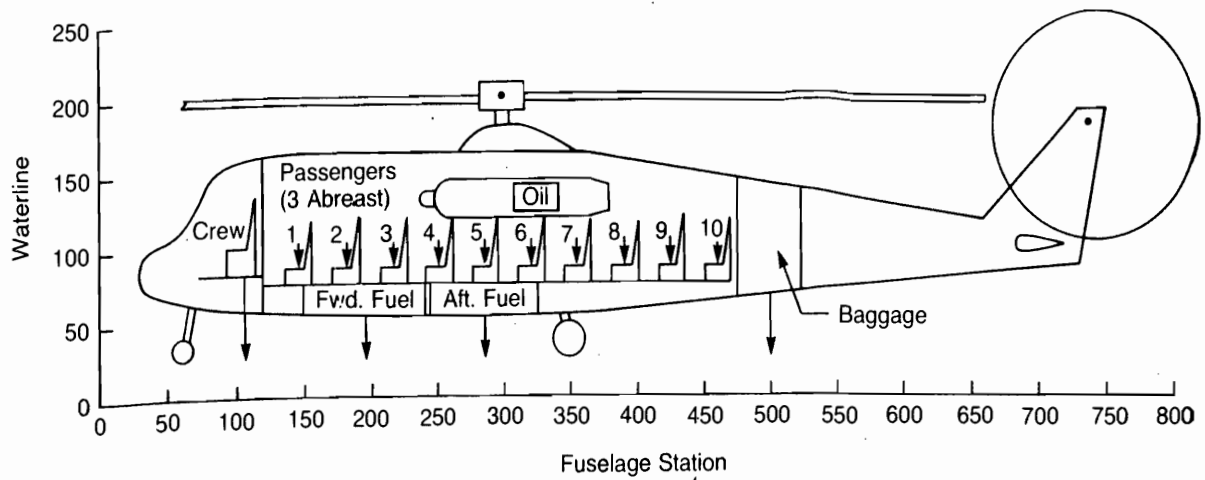 250
200
150
100
50
0
Waterline
Passengers
(3 Abreast)
Oil
Crew
1 2 3 4 5 6 7 8 9 10
Fwd. Fuel
Aft. Fuel
Baggage
0 50 100 150 200 250 300 350 400 450 500 550 600 650 700 750 800
Fuselage Station